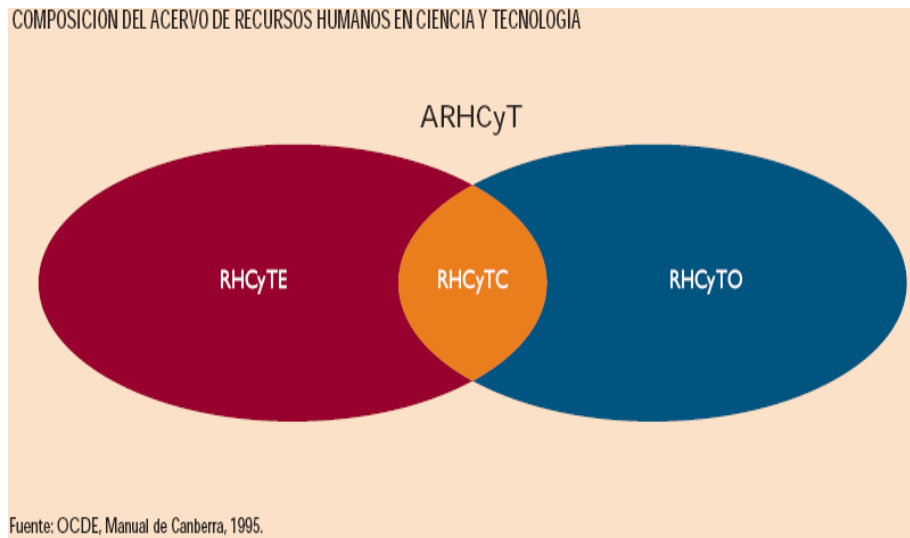 COMPOSICIÓN DEL ACERVO DE RECURSOS HUMANOS EN CIENCIA Y TECNOLOGÍA
ARHCyT
RHCyTE
RHCyTC
RHCyTO
Fuente: OCDE, Manual de Canberra, 1995.